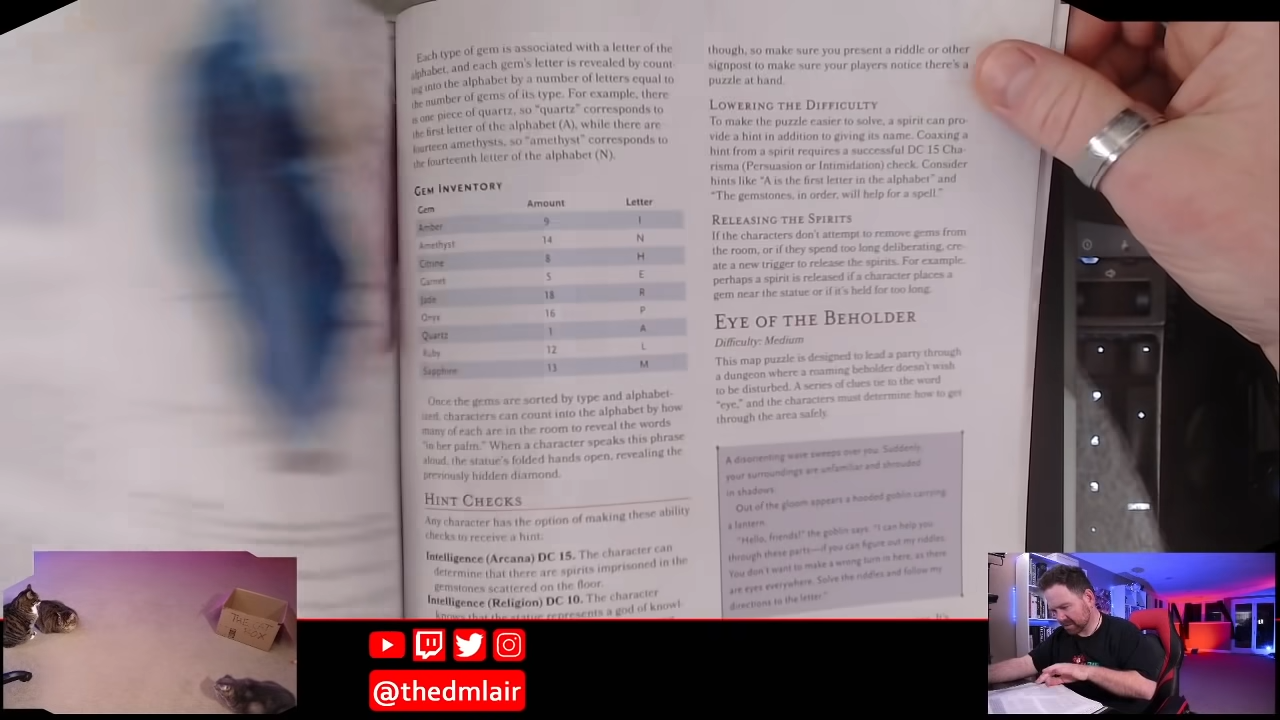 Each type of gem is associated with a letter of the
alphabet, and each gem's letter is revealed by count-
ing into the alphabet by a number of letters equal to
the number of gems of its type. For example, there
is one piece of quartz, so "quartz" corresponds to
the first letter of the alphabet (A), while there are
fourteen amethysts, so "amethyst" corresponds to
the fourteenth letter of the alphabet (N).
GEM INVENTORY
Gem Amount Letter
Amber 9 I
Amethyst 14 N
Citrine 8 H
Garnet 5 E
Jade 18 R
Onyx 16 P
Quartz 1 A
Ruby 12 L
Sapphire 13 M
Once the gems are sorted by type and alphabet-
ized, characters can count into the alphabet by how
many of each are in the room to reveal the words
"in her palm." When a character speaks this phrase
aloud, the statue's folded hands open, revealing the
previously hidden diamond.
HINT CHECKS
Any character has the option of making these ability
checks to receive a hint:
Intelligence (Arcana) DC 15. The character can
determine that there are spirits imprisoned in the
gemstones scattered on the floor.
Intelligence (Religion) DC 10. The character
knows that the statue represents a god of knowl-
though, so make sure you present a riddle or other
signpost to make sure your players notice there's a
puzzle at hand.
LOWERING THE DIFFICULTY
To make the puzzle easier to solve, a spirit can pro-
vide a hint in addition to giving its name. Coaxing a
hint from a spirit requires a successful DC 15 Cha-
risma (Persuasion or Intimidation) check. Consider
hints like "A is the first letter in the alphabet" and
"The gemstones, in order, will help for a spell."
RELEASING THE SPIRITS
If the characters don't attempt to remove gems from
the room, or if they spend too long deliberating, cre-
ate a new trigger to release the spirits. For example,
perhaps a spirit is released if a character places a
gem near the statue or if it's held for too long.
EYE OF THE BEHOLDER
Difficulty: Medium
This map puzzle is designed to lead a party through
a dungeon where a roaming beholder doesn't wish
to be disturbed. A series of clues tie to the word
"eye," and the characters must determine how to get
through the area safely.
A disorienting wave sweeps over you. Suddenly,
your surroundings are unfamiliar and shrouded
in shadows.
Out of the gloom appears a hooded goblin carrying
a lantern.
"Hello, friends!" the goblin says. "I can help you
through these parts—if you can figure out my riddles.
You don't want to make a wrong turn in here, as there
are eyes everywhere. Solve the riddles and follow my
directions to the letter."
It's
THE CAT
BOX
@thedmlair